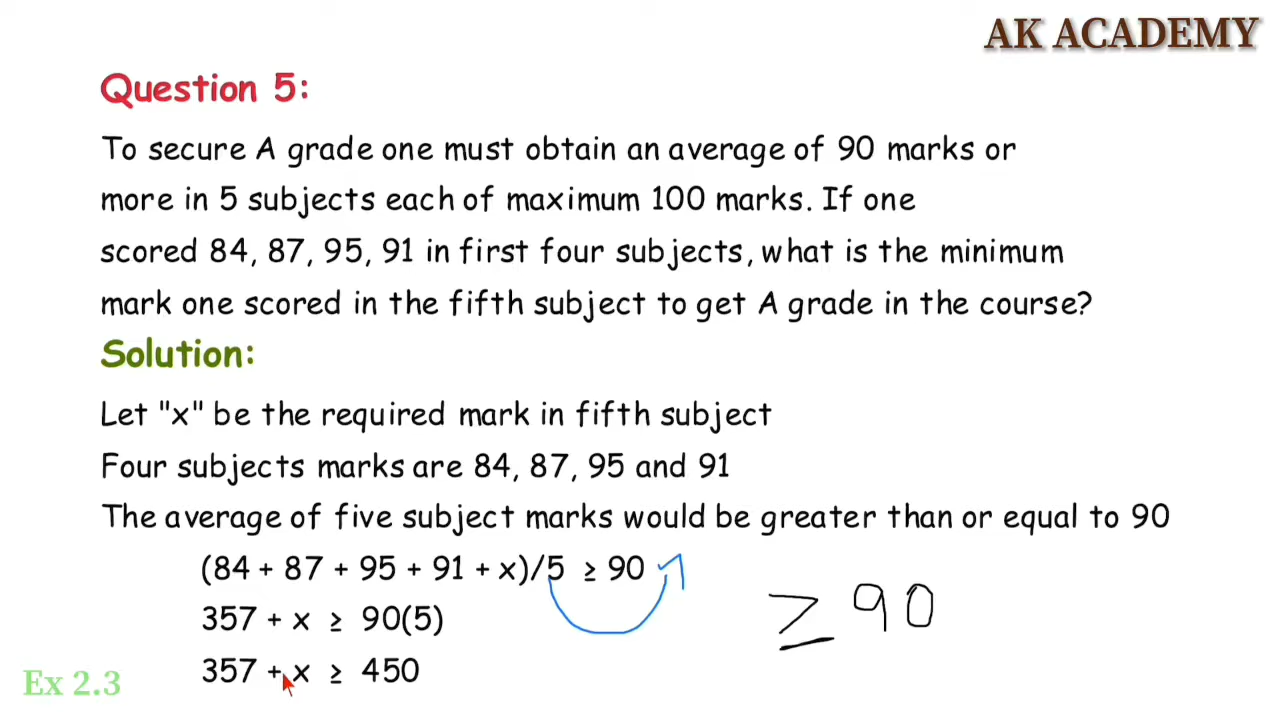 AK ACADEMY
Question 5:
To secure A grade one must obtain an average of 90 marks or
more in 5 subjects each of maximum 100 marks. If one
scored 84, 87, 95, 91 in first four subjects, what is the minimum
mark one scored in the fifth subject to get A grade in the course?
Solution:
Let "x" be the required mark in fifth subject
Four subjects marks are 84, 87, 95 and 91
The average of five subject marks would be greater than or equal to 90
(84 + 87 + 95 + 91 + x)/5 ≥ 90
≥ 90
357 + x ≥ 90(5)
357 + x ≥ 450
Ex 2.3